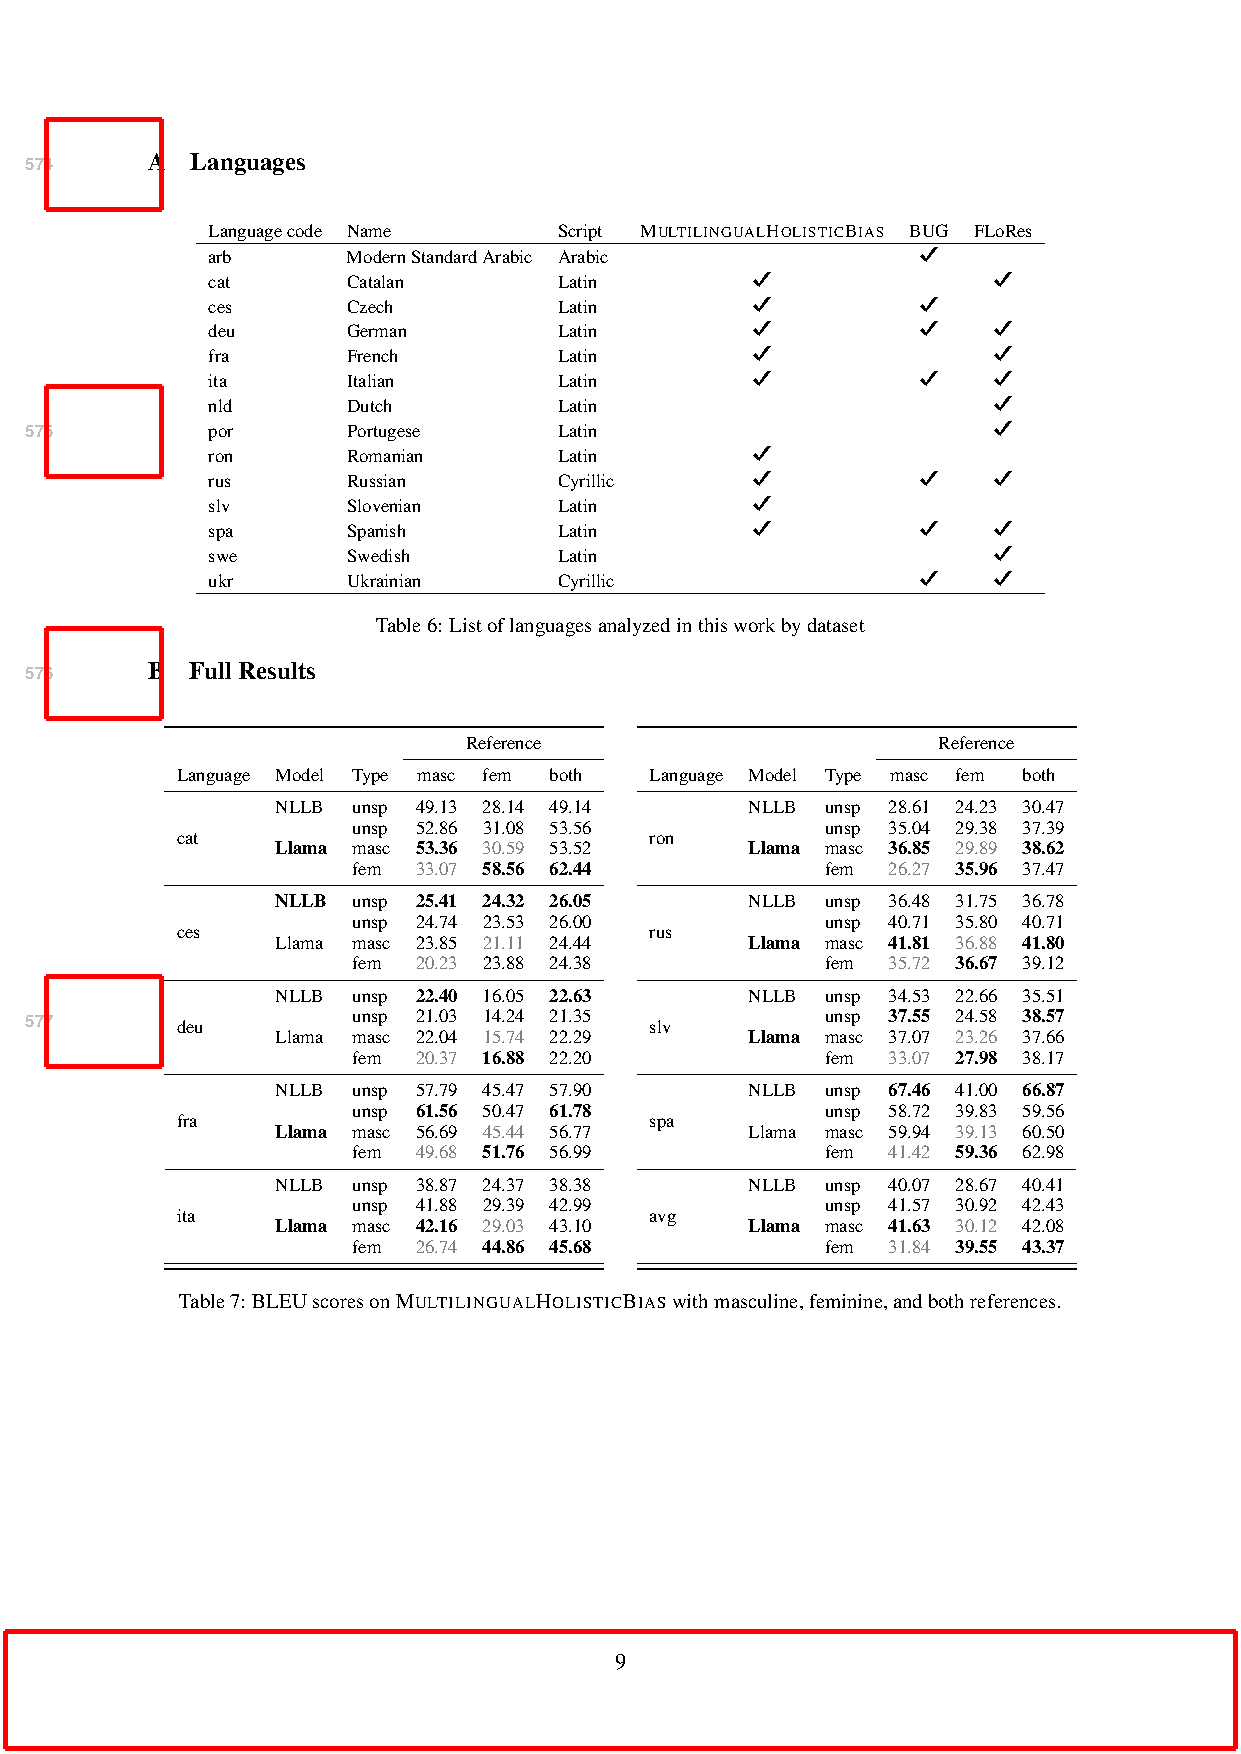 574 A Languages
Language code Name Script MULTILINGUALHOLISTICBIAS BUG FLoRes
arb Modern Standard Arabic Arabic ✓
cat Catalan Latin ✓ ✓
ces Czech Latin ✓ ✓
deu German Latin ✓ ✓ ✓
fra French Latin ✓ ✓
ita Italian Latin ✓ ✓ ✓
nld Dutch Latin ✓
575 por Portugese Latin ✓
ron Romanian Latin ✓
rus Russian Cyrillic ✓ ✓ ✓
slv Slovenian Latin ✓
spa Spanish Latin ✓ ✓ ✓
swe Swedish Latin ✓
ukr Ukrainian Cyrillic ✓ ✓
Table 6: List of languages analyzed in this work by dataset
576 B Full Results
Reference
Language Model Type masc fem both
NLLB unsp 49.13 28.14 49.14
unsp 52.86 31.08 53.56
cat
Llama masc 53.36 30.59 53.52
fem 33.07 58.56 62.44
NLLB unsp 25.41 24.32 26.05
unsp 24.74 23.53 26.00
ces
Llama masc 23.85 21.11 24.44
fem 20.23 23.88 24.38
NLLB unsp 22.40 16.05 22.63
unsp 21.03 14.24 21.35
577 deu
Llama masc 22.04 15.74 22.29
fem 20.37 16.88 22.20
NLLB unsp 57.79 45.47 57.90
unsp 61.56 50.47 61.78
fra
Llama masc 56.69 45.44 56.77
fem 49.68 51.76 56.99
NLLB unsp 38.87 24.37 38.38
unsp 41.88 29.39 42.99
ita
Llama masc 42.16 29.03 43.10
fem 26.74 44.86 45.68
Reference
Language Model Type masc fem both
NLLB unsp 28.61 24.23 30.47
unsp 35.04 29.38 37.39
ron
Llama masc 36.85 29.89 38.62
fem 26.27 35.96 37.47
NLLB unsp 36.48 31.75 36.78
unsp 40.71 35.80 40.71
rus
Llama masc 41.81 36.88 41.80
fem 35.72 36.67 39.12
NLLB unsp 34.53 22.66 35.51
unsp 37.55 24.58 38.57
slv
Llama masc 37.07 23.26 37.66
fem 33.07 27.98 38.17
NLLB unsp 67.46 41.00 66.87
unsp 58.72 39.83 59.56
spa
Llama masc 59.94 39.13 60.50
fem 41.42 59.36 62.98
NLLB unsp 40.07 28.67 40.41
unsp 41.57 30.92 42.43
avg
Llama masc 41.63 30.12 42.08
fem 31.84 39.55 43.37
Table 7: BLEU scores on MULTILINGUALHOLISTICBIAS with masculine, feminine, and both references.
9